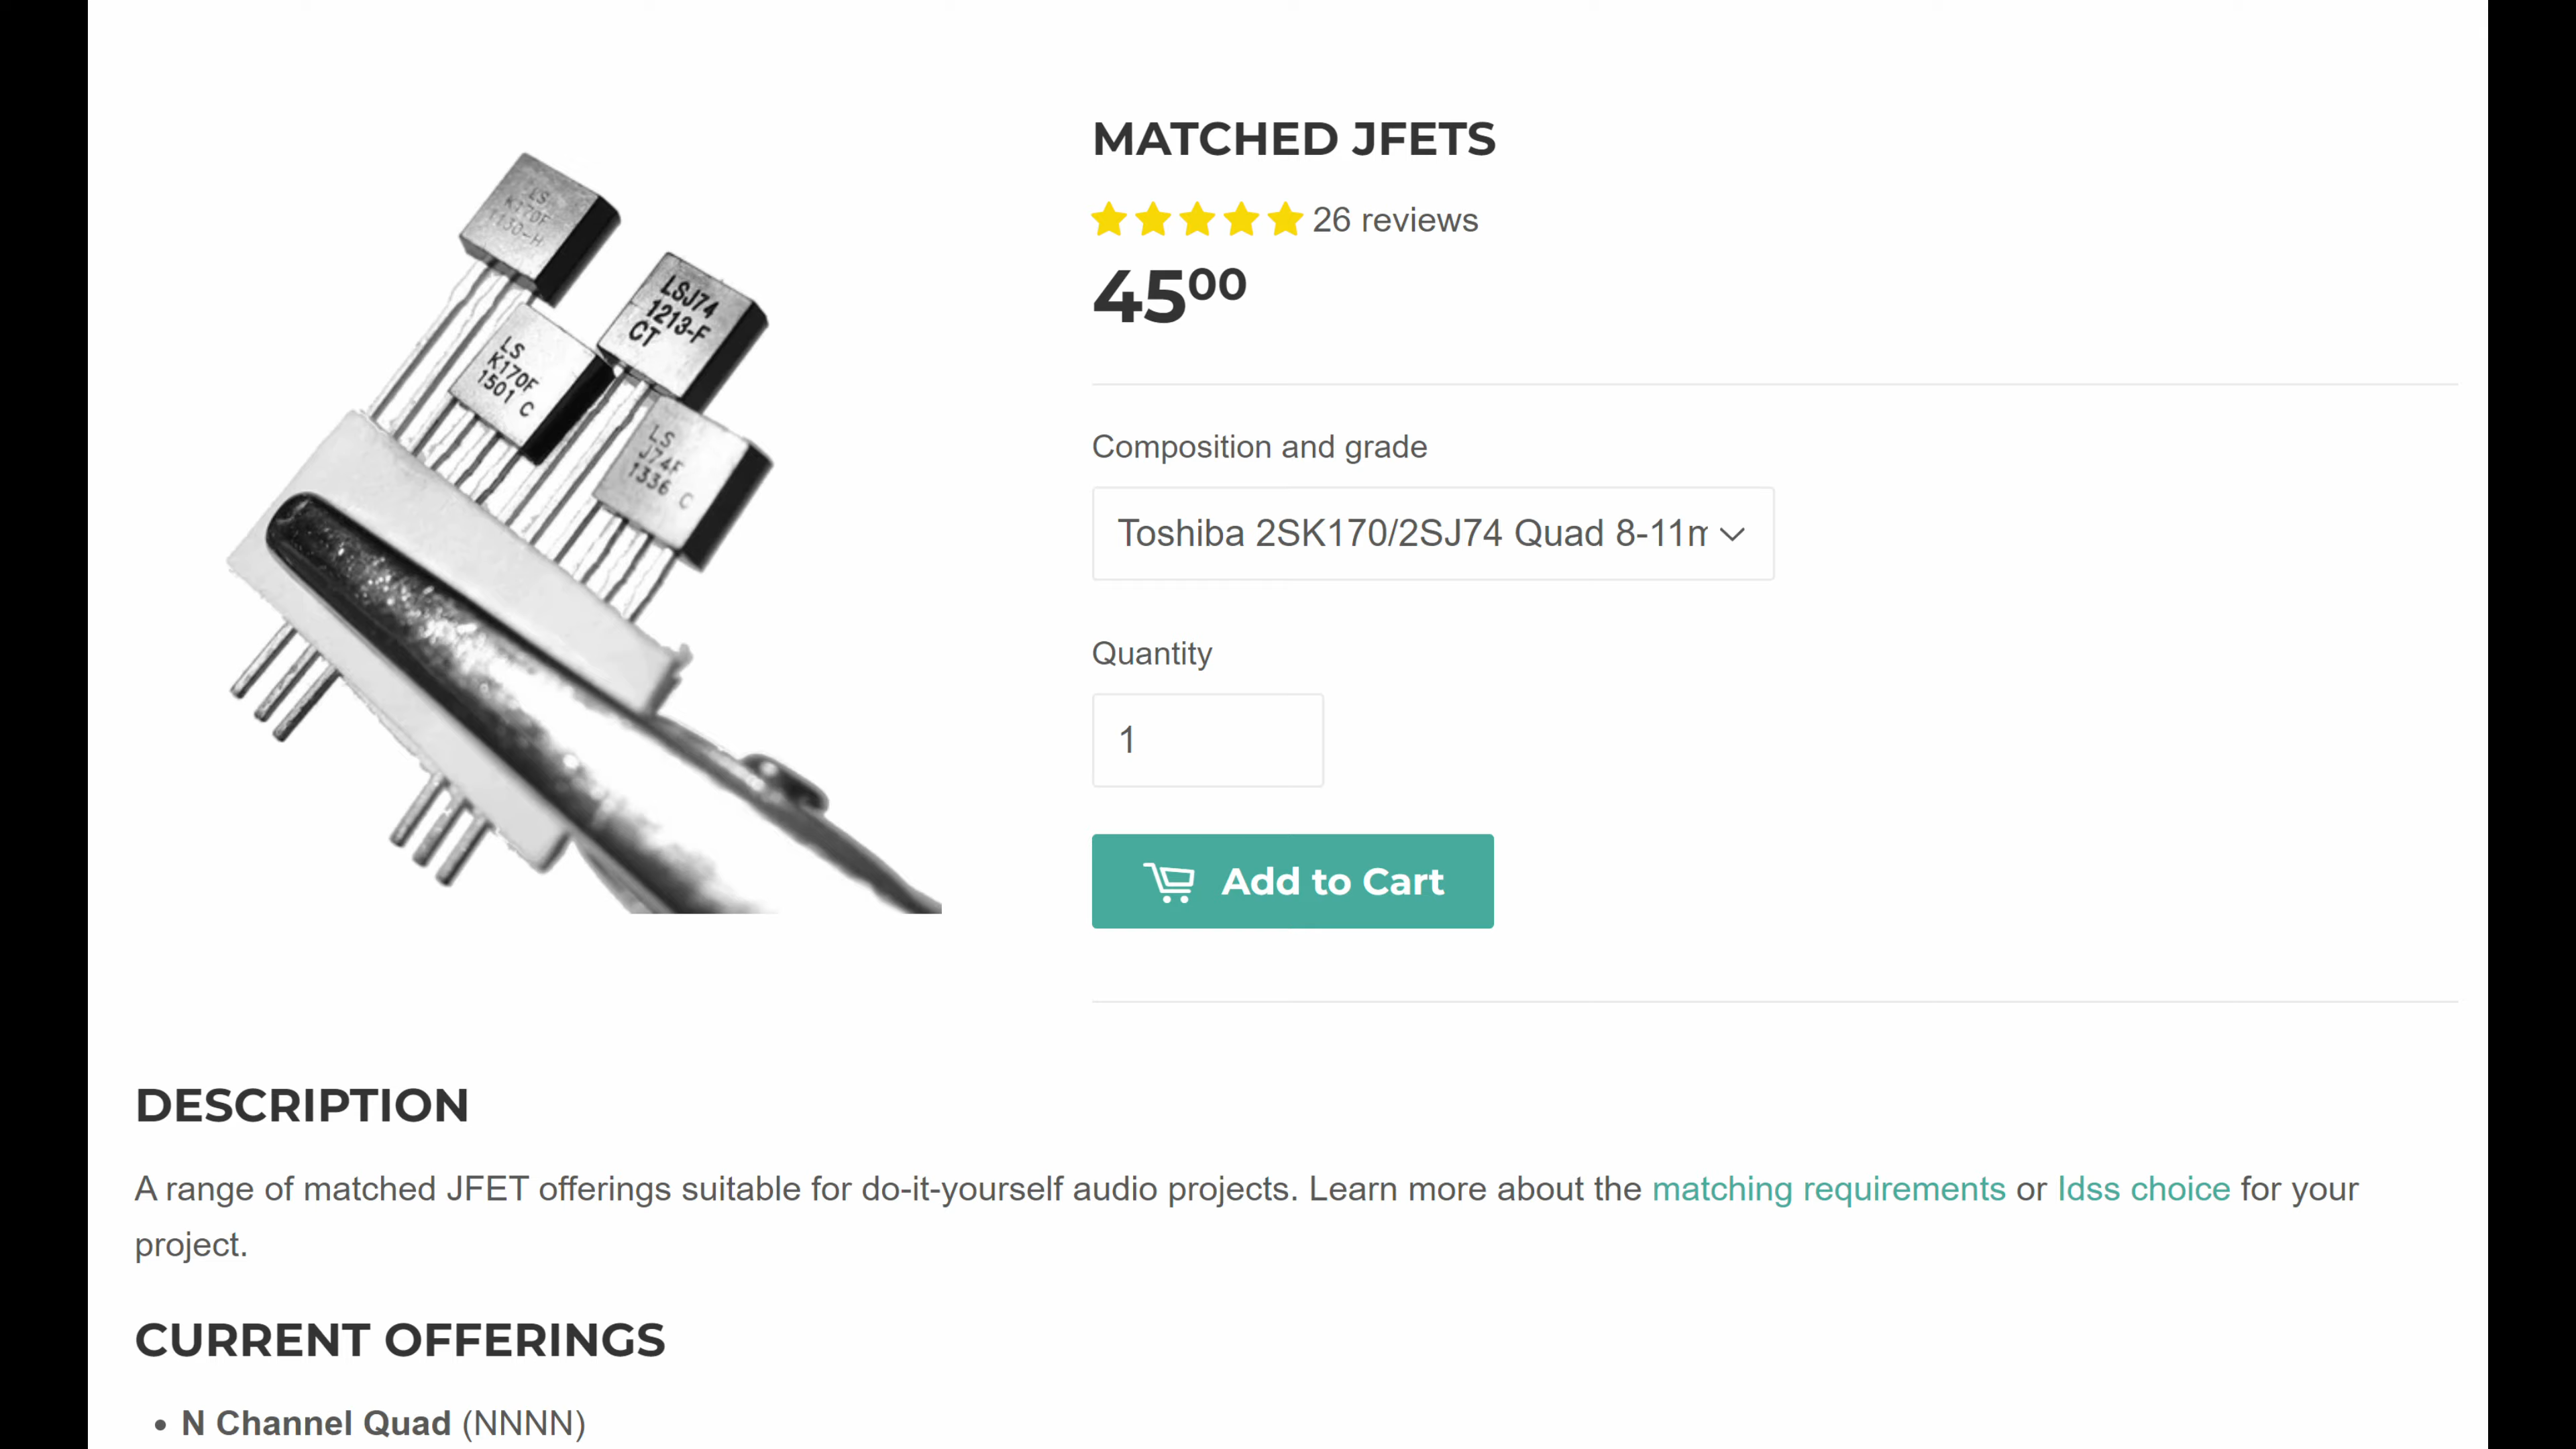 LS
K170F
1130-H
LSJ74
1213-F
CT
LS
K170F
1501 C
LS
J74F
1336 C
MATCHED JFETS
26 reviews
45⁰⁰
Composition and grade
Toshiba 2SK170/2SJ74 Quad 8-11m
Quantity
1
Add to Cart
DESCRIPTION
A range of matched JFET offerings suitable for do-it-yourself audio projects. Learn more about the matching requirements or Idss choice for your
project.
CURRENT OFFERINGS
• N Channel Quad (NNNN)